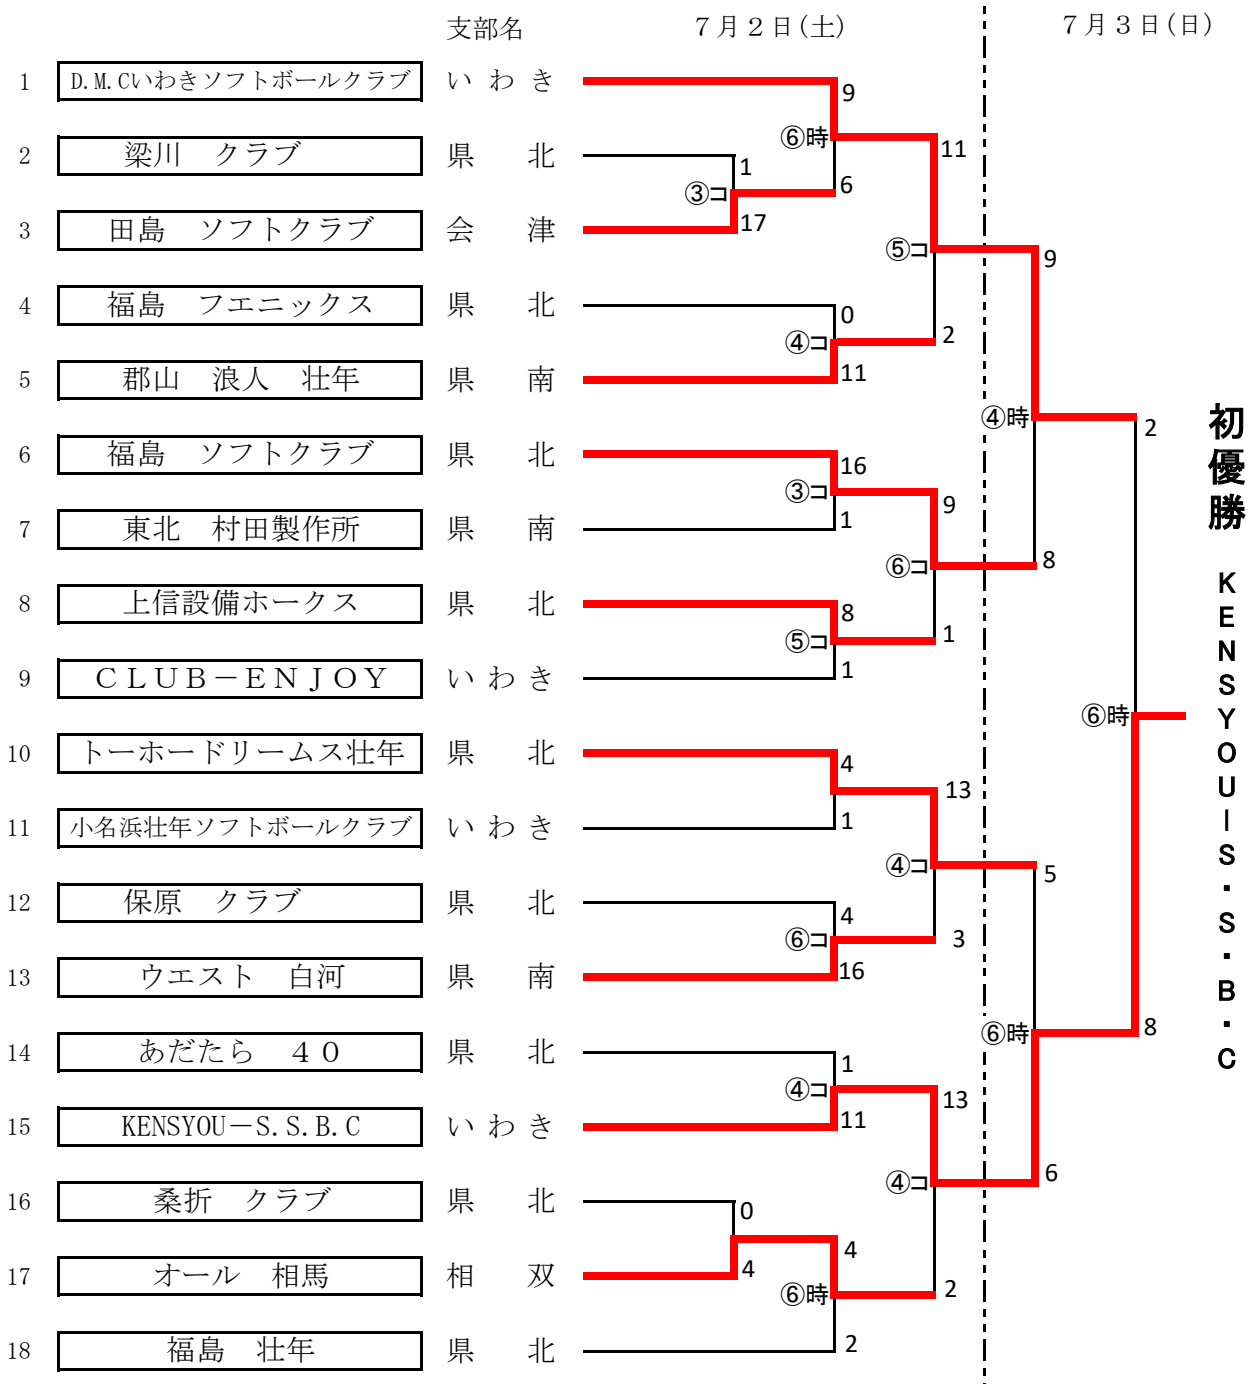 支部名 ７月２日(土) ７月３日(日)
1 D.M.Cいわきソフトボールクラブ いわき 9
⑥時 11
2 梁川　クラブ 県北 1
③コ 6
3 田島　ソフトクラブ 会津 17
⑤コ 9
4 福島　フエニックス 県北 0
④コ 2
5 郡山　浪人　壮年 県南 11
④時 2
6 福島　ソフトクラブ 県北 16
③コ 9
7 東北　村田製作所 県南 1
⑥コ 8
8 上信設備ホークス 県北 8
⑤コ 1
9 ＣＬＵＢ－ＥＮＪＯＹ いわき 1
⑥時
10 トーホードリームス壮年 県北 4
13
11 小名浜壮年ソフトボールクラブ いわき 1
④コ 5
12 保原　クラブ 県北 4
⑥コ 3
13 ウエスト　白河 県南 16
⑥時 8
14 あだたら　４０ 県北 1
④コ 13
15 KENSYOU－S.S.B.C いわき 11
④コ 6
16 桑折　クラブ 県北 0
4
17 オール　相馬 相双 4
⑥時 2
18 福島　壮年 県北 2
初優勝　ＫＥＮＳＹＯＵ－Ｓ・Ｓ・Ｂ・Ｃ